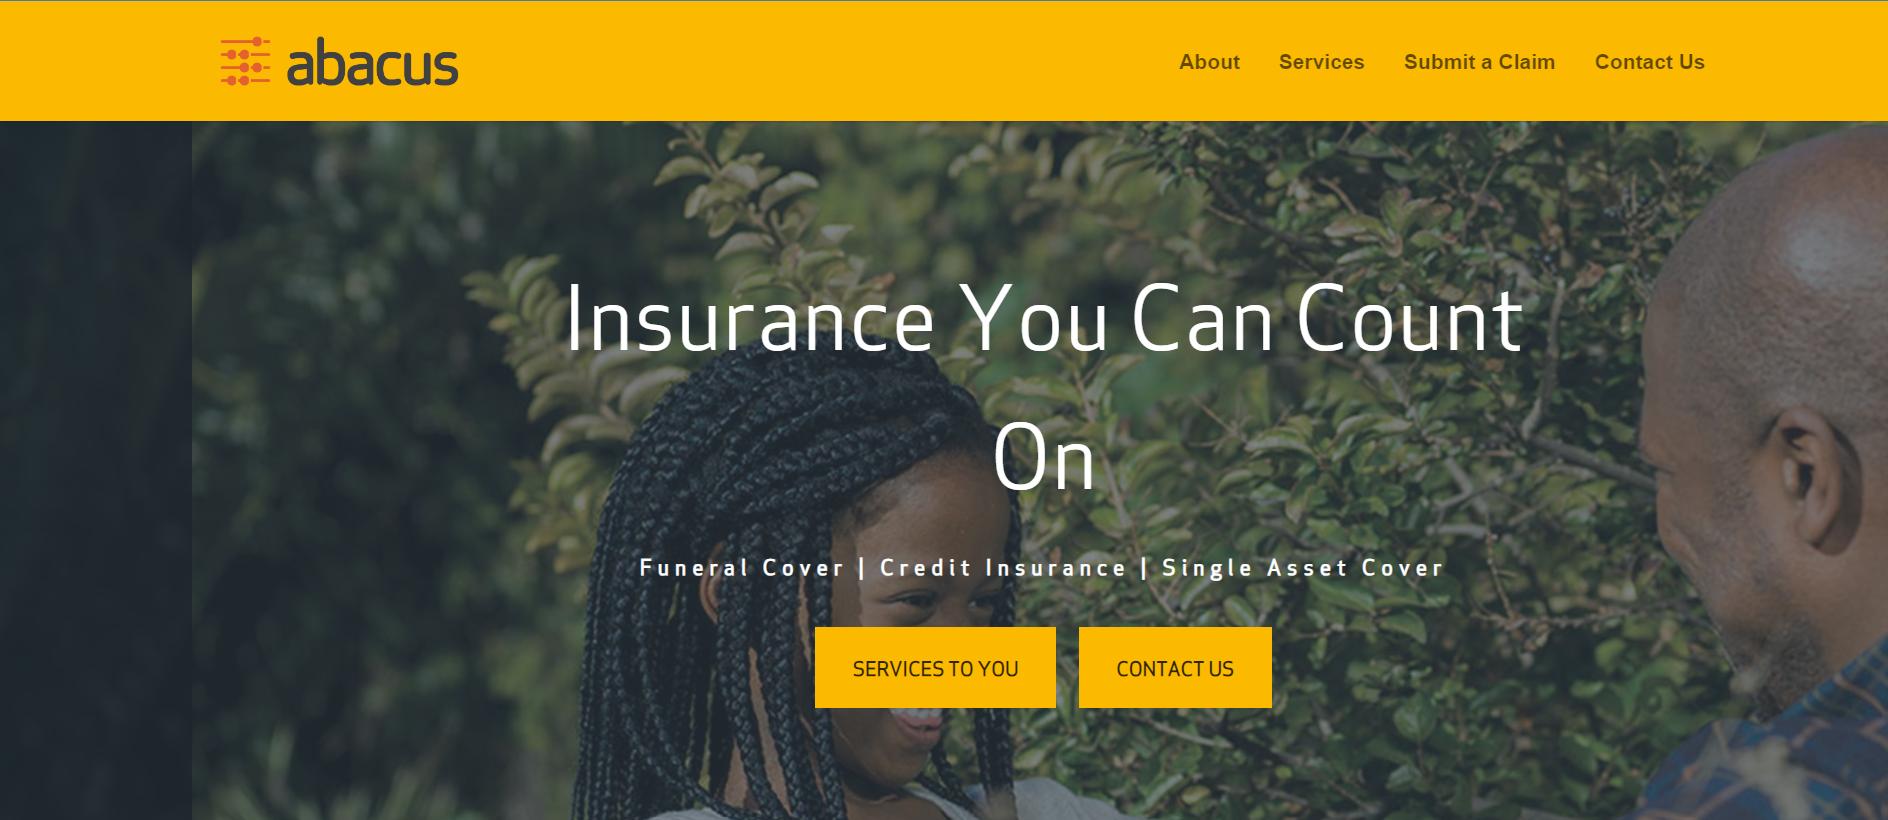 abacus
About Services Submit a Claim Contact Us
Insurance You Can Count
On
Funeral Cover | Credit Insurance | Single Asset Cover
SERVICES TO YOU CONTACT US